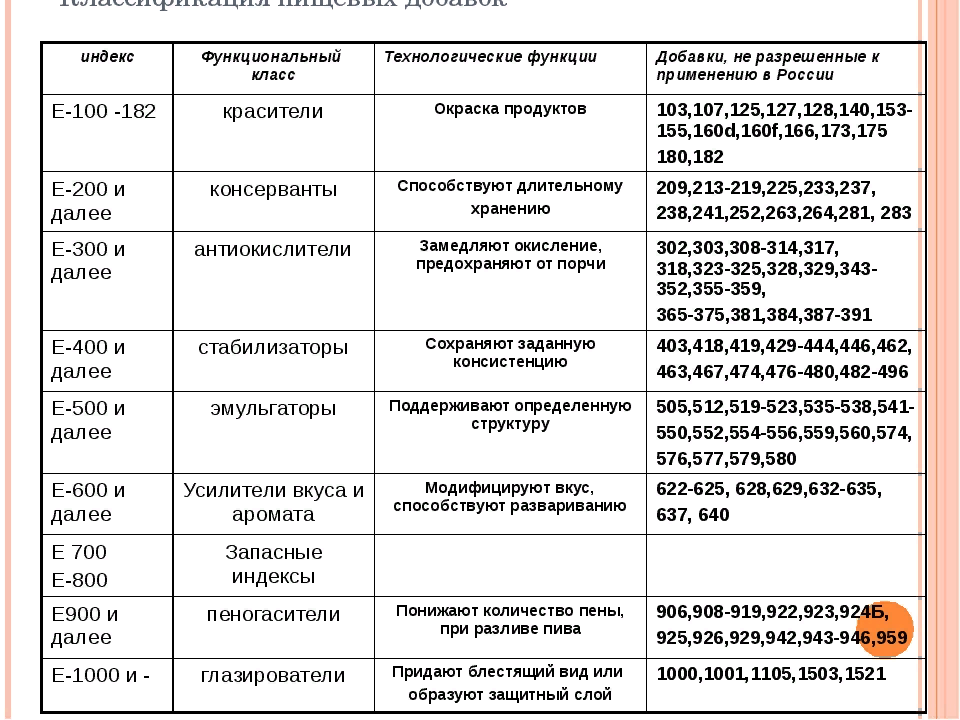 Классификация пищевых добавок
индекс
Функциональный
класс
Технологические функции
Добавки, не разрешенные к
применению в России
Е-100 -182
красители
Окраска продуктов
103,107,125,127,128,140,153-
155,160d,160f,166,173,175
180,182
Е-200 и
далее
консерванты
Способствуют длительному
хранению
209,213-219,225,233,237,
238,241,252,263,264,281, 283
Е-300 и
далее
антиокислители
Замедляют окисление,
предохраняют от порчи
302,303,308-314,317,
318,323-325,328,329,343-
352,355-359,
365-375,381,384,387-391
Е-400 и
далее
стабилизаторы
Сохраняют заданную
консистенцию
403,418,419,429-444,446,462,
463,467,474,476-480,482-496
Е-500 и
далее
эмульгаторы
Поддерживают определенную
структуру
505,512,519-523,535-538,541-
550,552,554-556,559,560,574,
576,577,579,580
Е-600 и
далее
Усилители вкуса и
аромата
Модифицируют вкус,
способствуют развариванию
622-625, 628,629,632-635,
637, 640
Е 700
Е-800
Запасные
индексы
Е900 и
далее
пеногасители
Понижают количество пены,
при разливе пива
906,908-919,922,923,924Б,
925,926,929,942,943-946,959
Е-1000 и -
глазирователи
Придают блестящий вид или
образуют защитный слой
1000,1001,1105,1503,1521